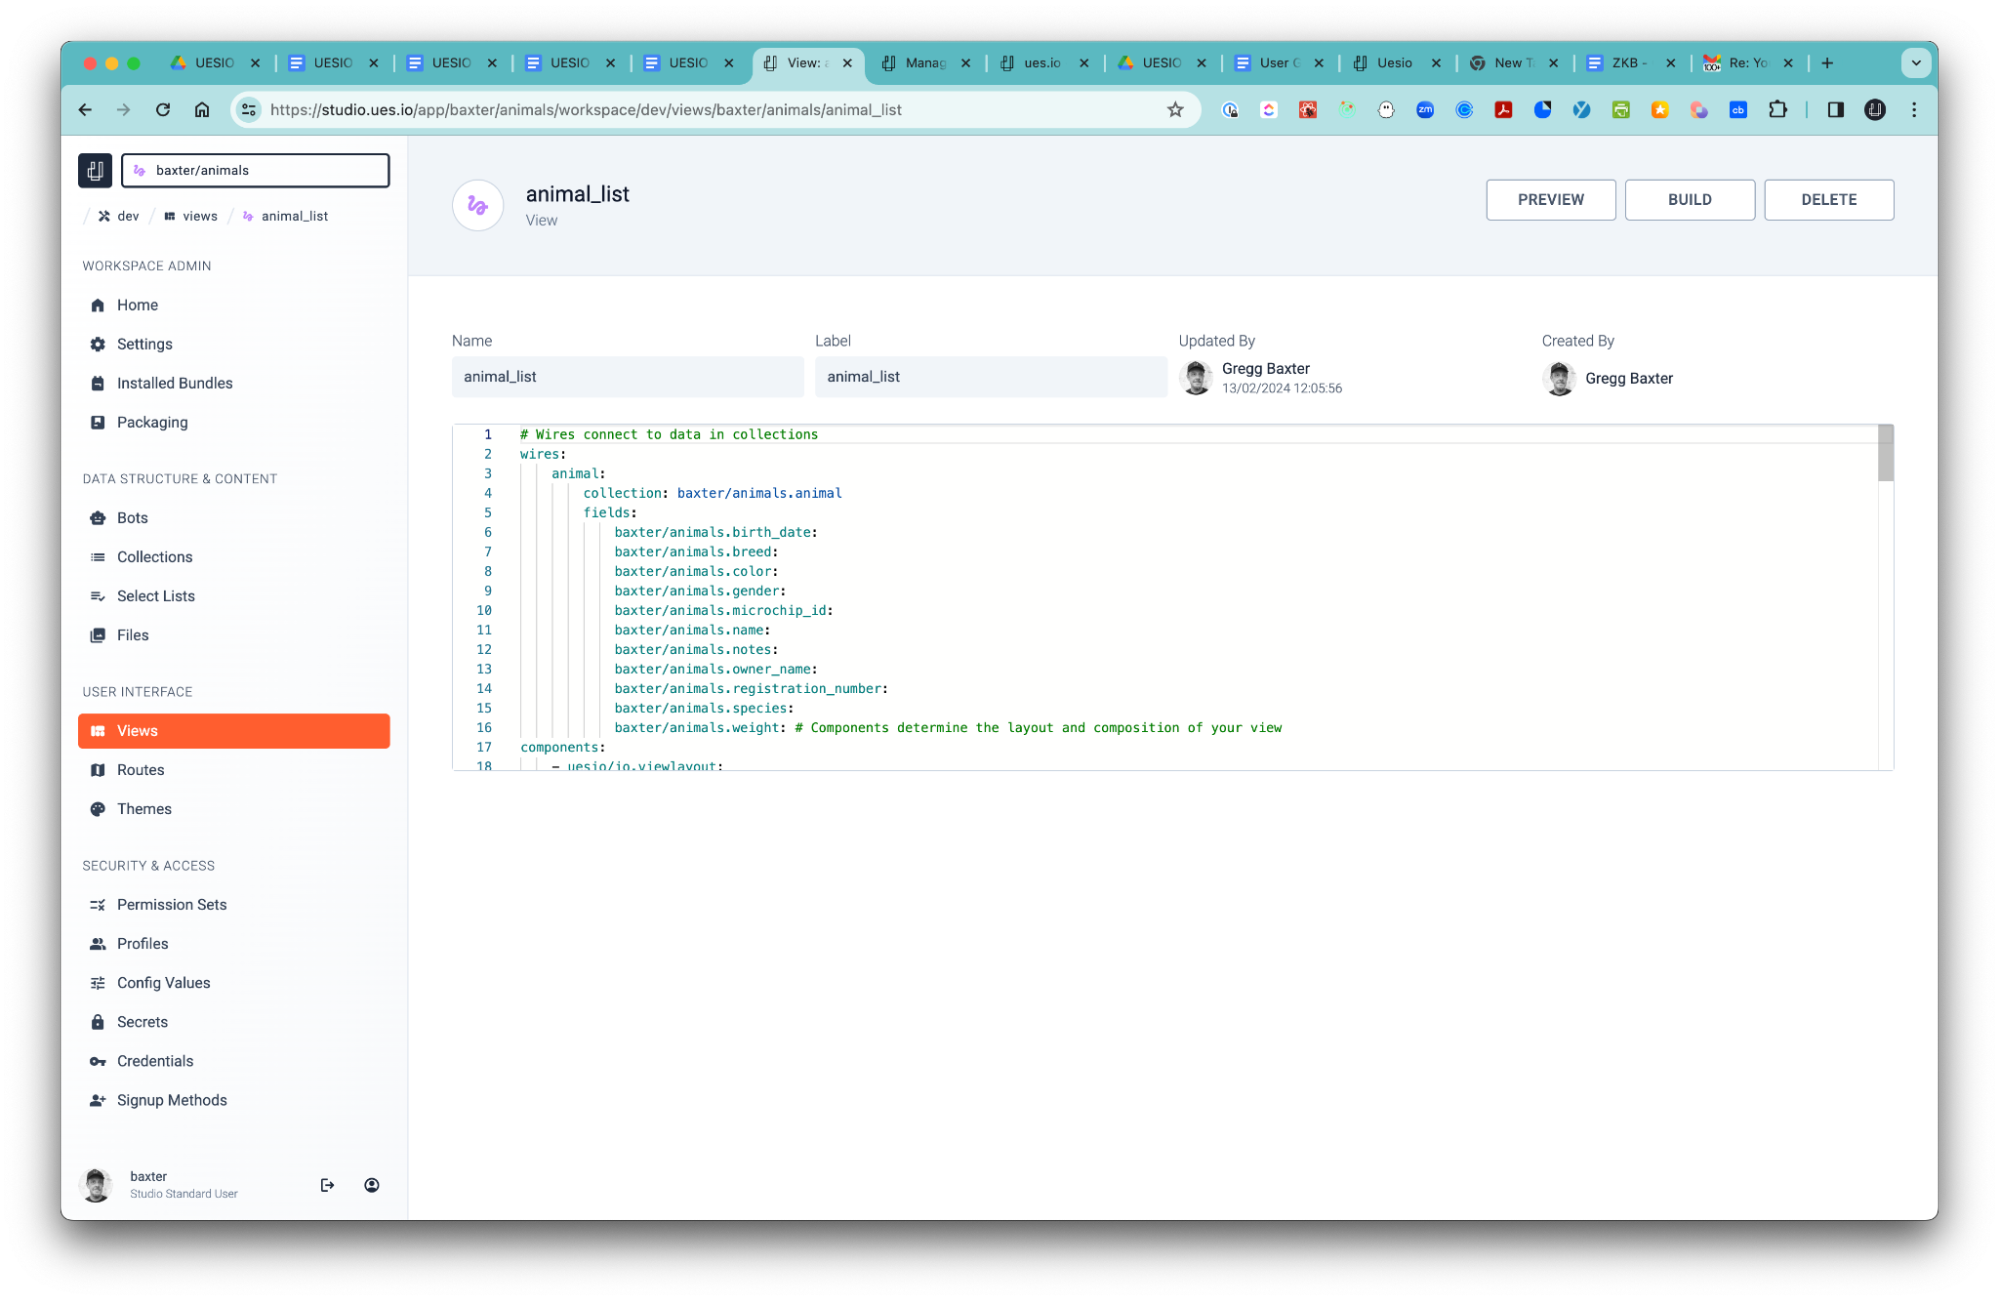 UESIO
UESIO
UESIO
UESIO
UESIO
View: a
Manag
ues.io
UESIO
User G
Uesio
New T
ZKB -
Re: Yo
https://studio.ues.io/app/baxter/animals/workspace/dev/views/baxter/animals/animal_list
zm
cb
baxter/animals
/ dev / views / animal_list
WORKSPACE ADMIN
Home
Settings
Installed Bundles
Packaging
DATA STRUCTURE & CONTENT
Bots
Collections
Select Lists
Files
USER INTERFACE
Views
Routes
Themes
SECURITY & ACCESS
Permission Sets
Profiles
Config Values
Secrets
Credentials
Signup Methods
baxter
Studio Standard User
animal_list
View
PREVIEW
BUILD
DELETE
Name
animal_list
Label
animal_list
Updated By
Gregg Baxter
13/02/2024 12:05:56
Created By
Gregg Baxter
1 # Wires connect to data in collections
2 wires:
3 animal:
4 collection: baxter/animals.animal
5 fields:
6 baxter/animals.birth_date:
7 baxter/animals.breed:
8 baxter/animals.color:
9 baxter/animals.gender:
10 baxter/animals.microchip_id:
11 baxter/animals.name:
12 baxter/animals.notes:
13 baxter/animals.owner_name:
14 baxter/animals.registration_number:
15 baxter/animals.species:
16 baxter/animals.weight: # Components determine the layout and composition of your view
17 components:
18 - uesio/io.viewlayout: